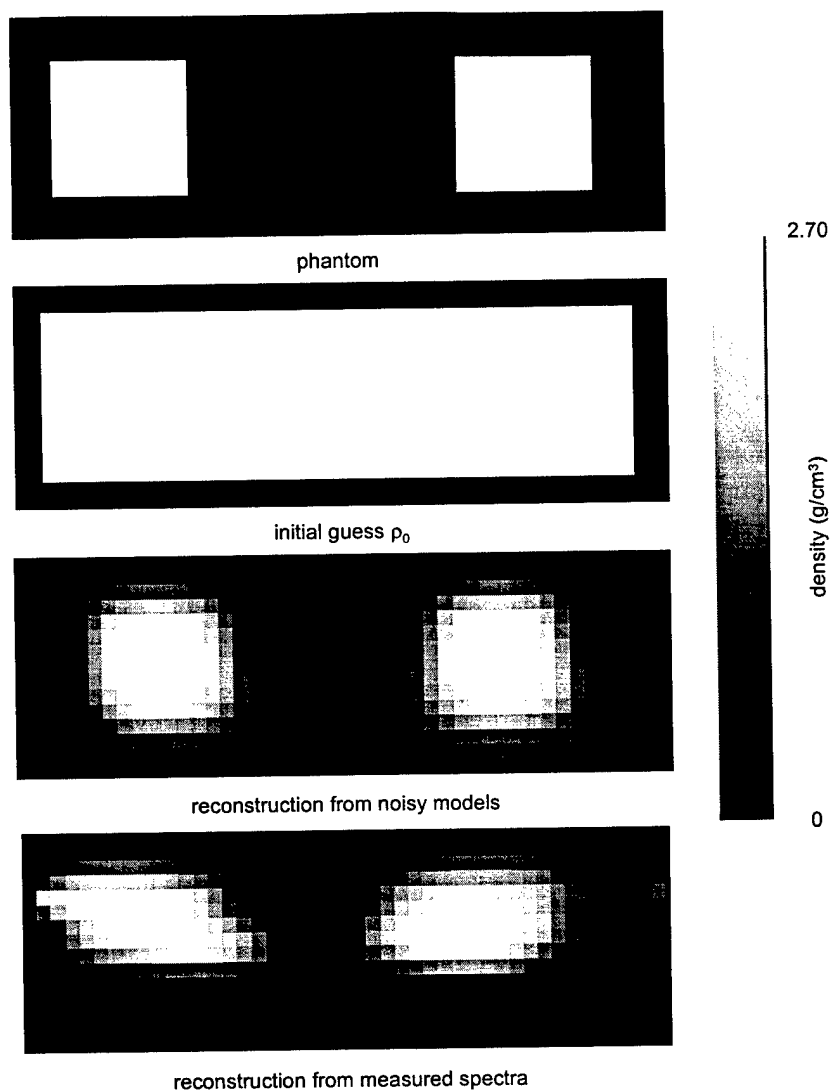 phantom
2.70
initial guess ρ₀
density (g/cm³)
reconstruction from noisy models
0
reconstruction from measured spectra